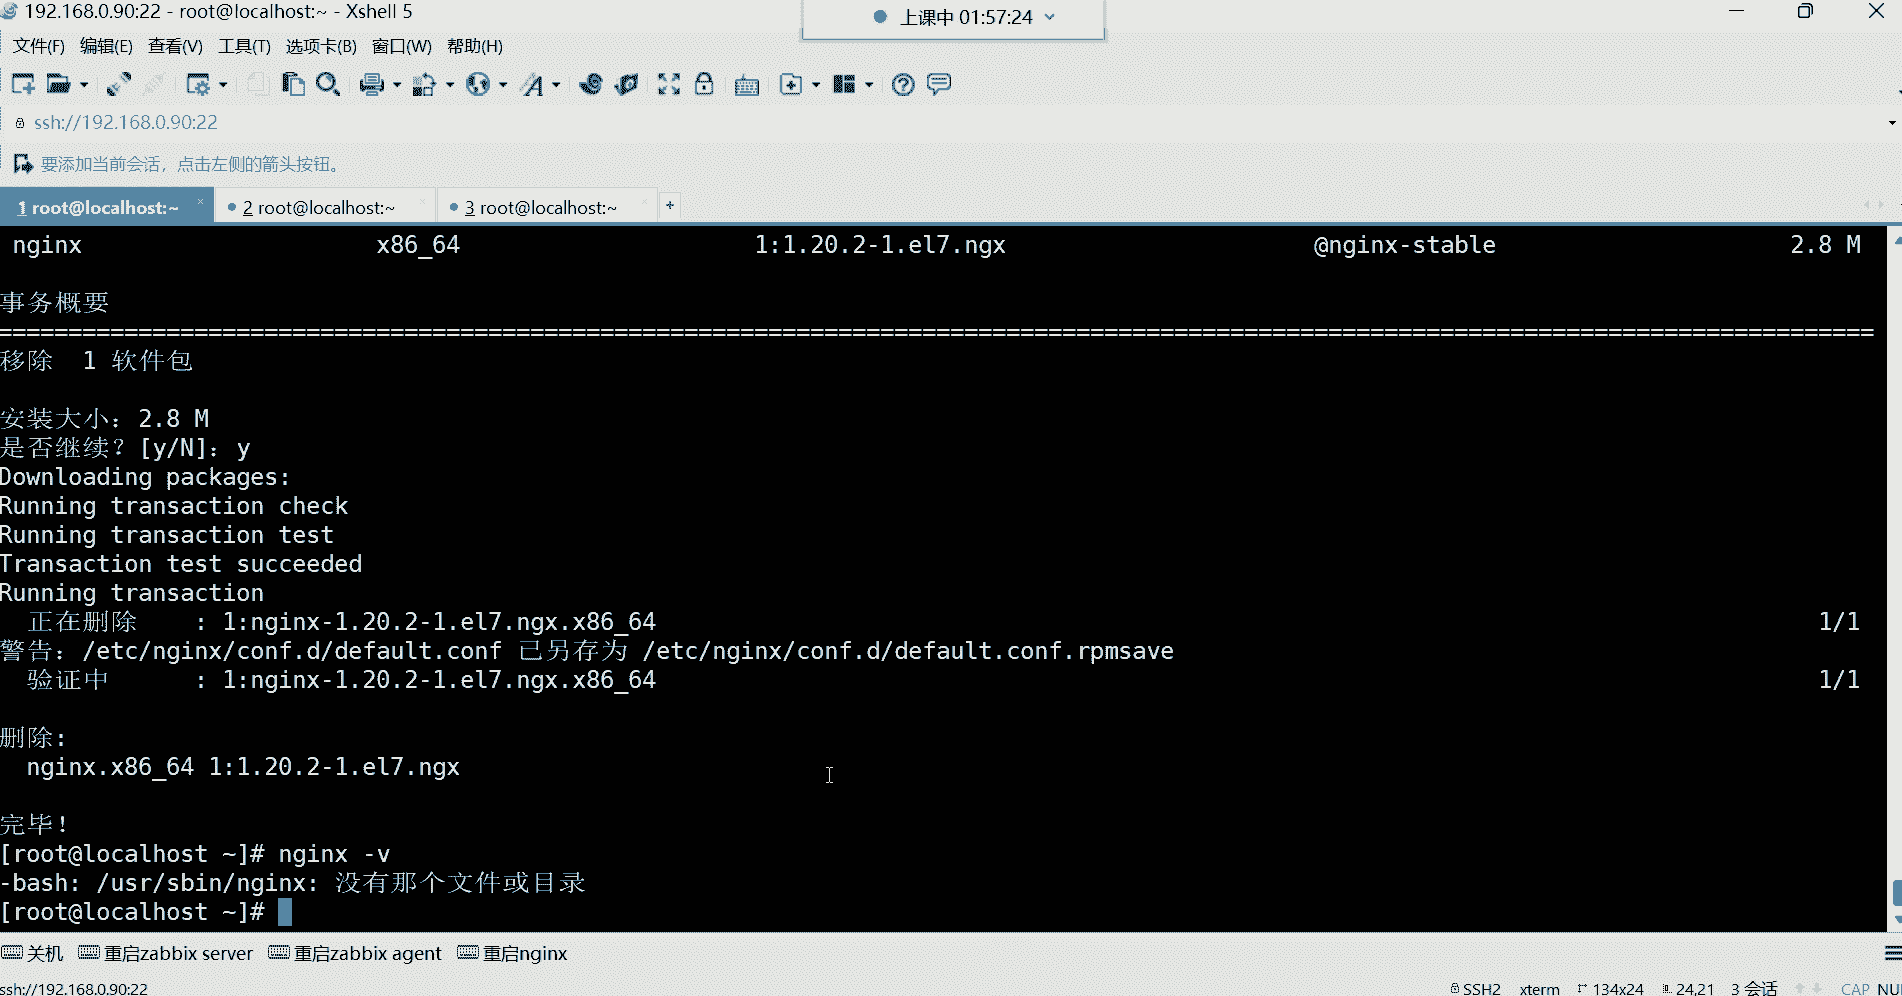 192.168.0.90:22 - root@localhost:~ - Xshell 5
上课中 01:57:24
文件(F) 编辑(E) 查看(V) 工具(T) 选项卡(B) 窗口(W) 帮助(H)
ssh://192.168.0.90:22
要添加当前会话，点击左侧的箭头按钮。
1 root@localhost:~ 2 root@localhost:~ 3 root@localhost:~ +
nginx x86_64 1:1.20.2-1.el7.ngx @nginx-stable 2.8 M
事务概要
================================================================================
移除 1 软件包
安装大小：2.8 M
是否继续？[y/N]：y
Downloading packages:
Running transaction check
Running transaction test
Transaction test succeeded
Running transaction
正在删除 : 1:nginx-1.20.2-1.el7.ngx.x86_64 1/1
警告：/etc/nginx/conf.d/default.conf 已另存为 /etc/nginx/conf.d/default.conf.rpmsave
验证中 : 1:nginx-1.20.2-1.el7.ngx.x86_64 1/1
删除:
nginx.x86_64 1:1.20.2-1.el7.ngx
完毕！
[root@localhost ~]# nginx -v
-bash: /usr/sbin/nginx: 没有那个文件或目录
[root@localhost ~]#
关机 重启zabbix server 重启zabbix agent 重启nginx
ssh://192.168.0.90:22 SSH2 xterm 134x24 24,21 3 会话 CAP NU